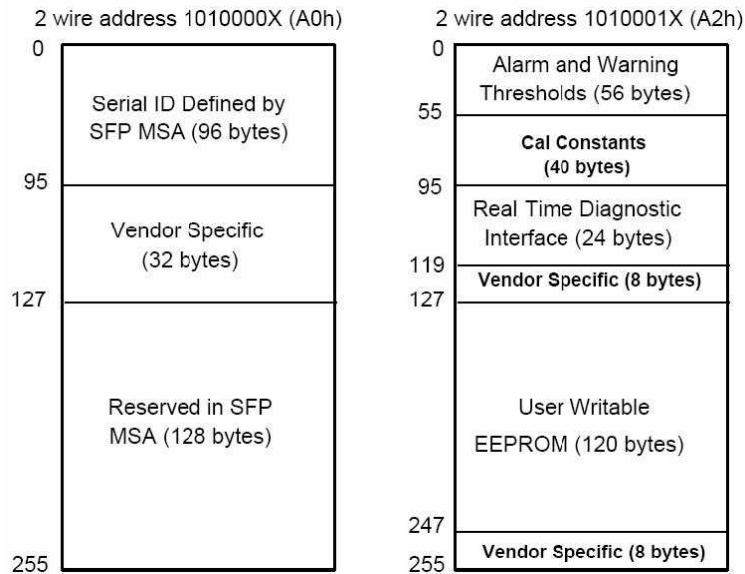 2 wire address 1010000X (A0h)
0
Serial ID Defined by
SFP MSA (96 bytes)
95
Vendor Specific
(32 bytes)
127
Reserved in SFP
MSA (128 bytes)
255
2 wire address 1010001X (A2h)
0
Alarm and Warning
Thresholds (56 bytes)
55
Cal Constants
(40 bytes)
95
Real Time Diagnostic
Interface (24 bytes)
119
Vendor Specific (8 bytes)
127
User Writable
EEPROM (120 bytes)
247
Vendor Specific (8 bytes)
255